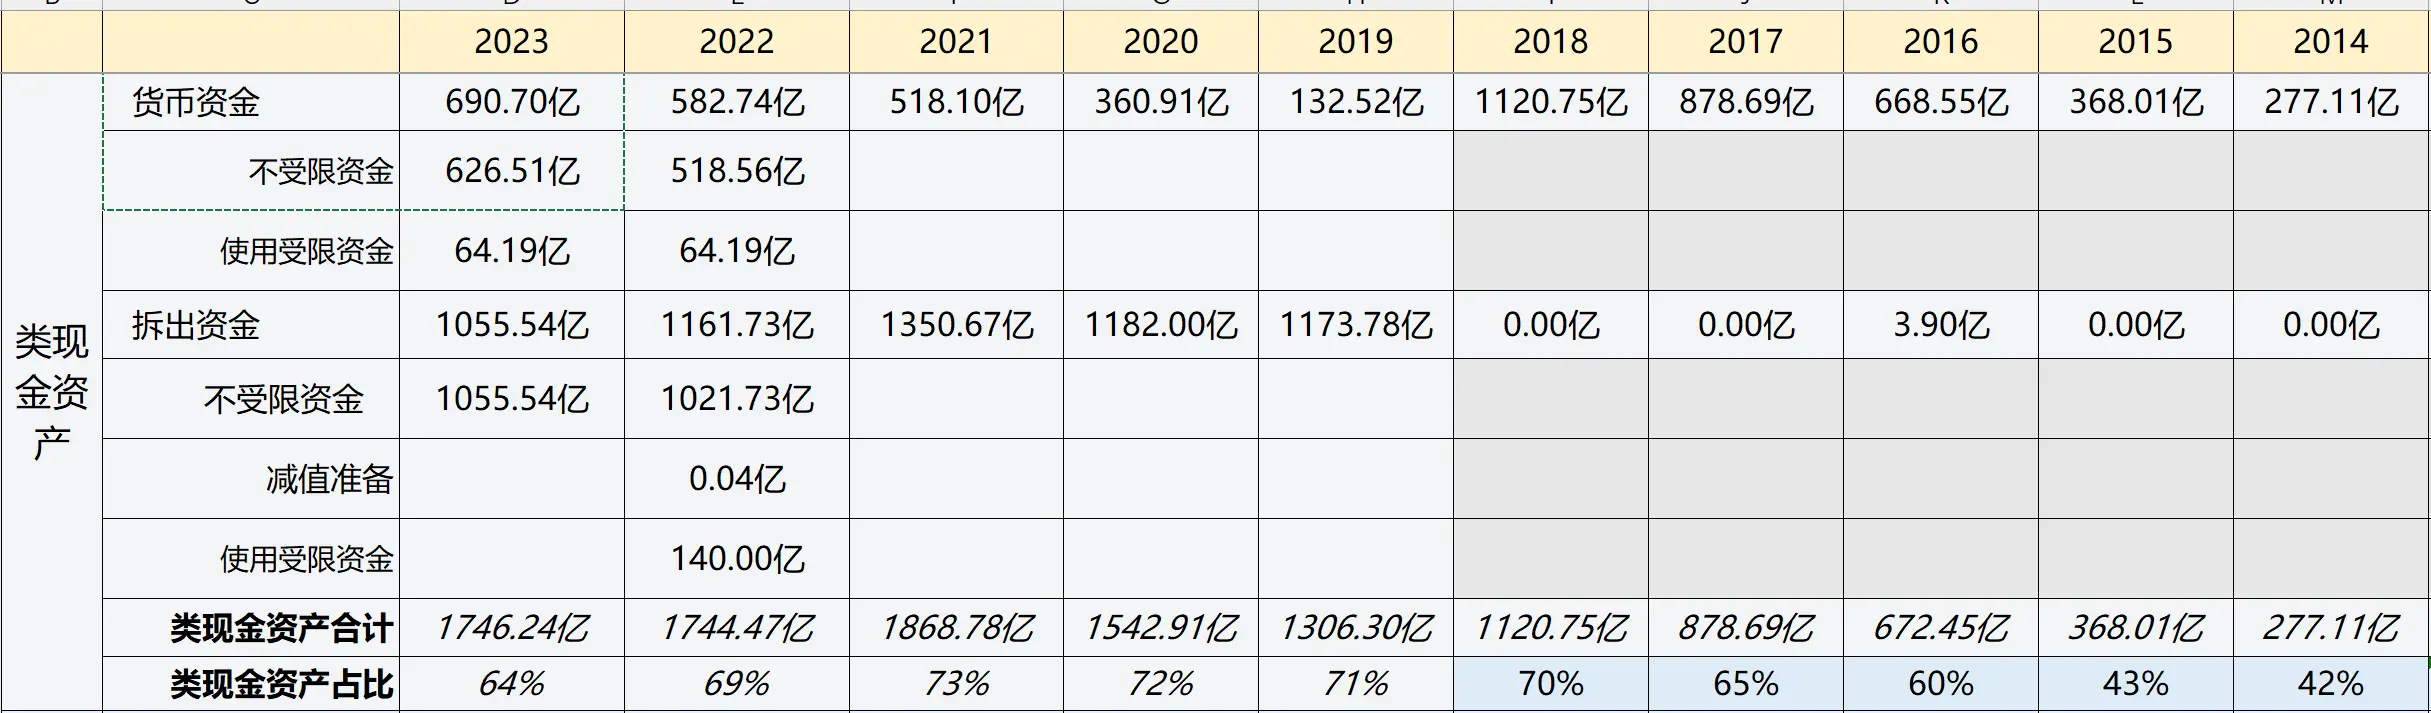 2023 2022 2021 2020 2019 2018 2017 2016 2015 2014
类现金资产
货币资金 690.70亿 582.74亿 518.10亿 360.91亿 132.52亿 1120.75亿 878.69亿 668.55亿 368.01亿 277.11亿
不受限资金 626.51亿 518.56亿
使用受限资金 64.19亿 64.19亿
拆出资金 1055.54亿 1161.73亿 1350.67亿 1182.00亿 1173.78亿 0.00亿 0.00亿 3.90亿 0.00亿 0.00亿
不受限资金 1055.54亿 1021.73亿
减值准备 0.04亿
使用受限资金 140.00亿
类现金资产合计 1746.24亿 1744.47亿 1868.78亿 1542.91亿 1306.30亿 1120.75亿 878.69亿 672.45亿 368.01亿 277.11亿
类现金资产占比 64% 69% 73% 72% 71% 70% 65% 60% 43% 42%